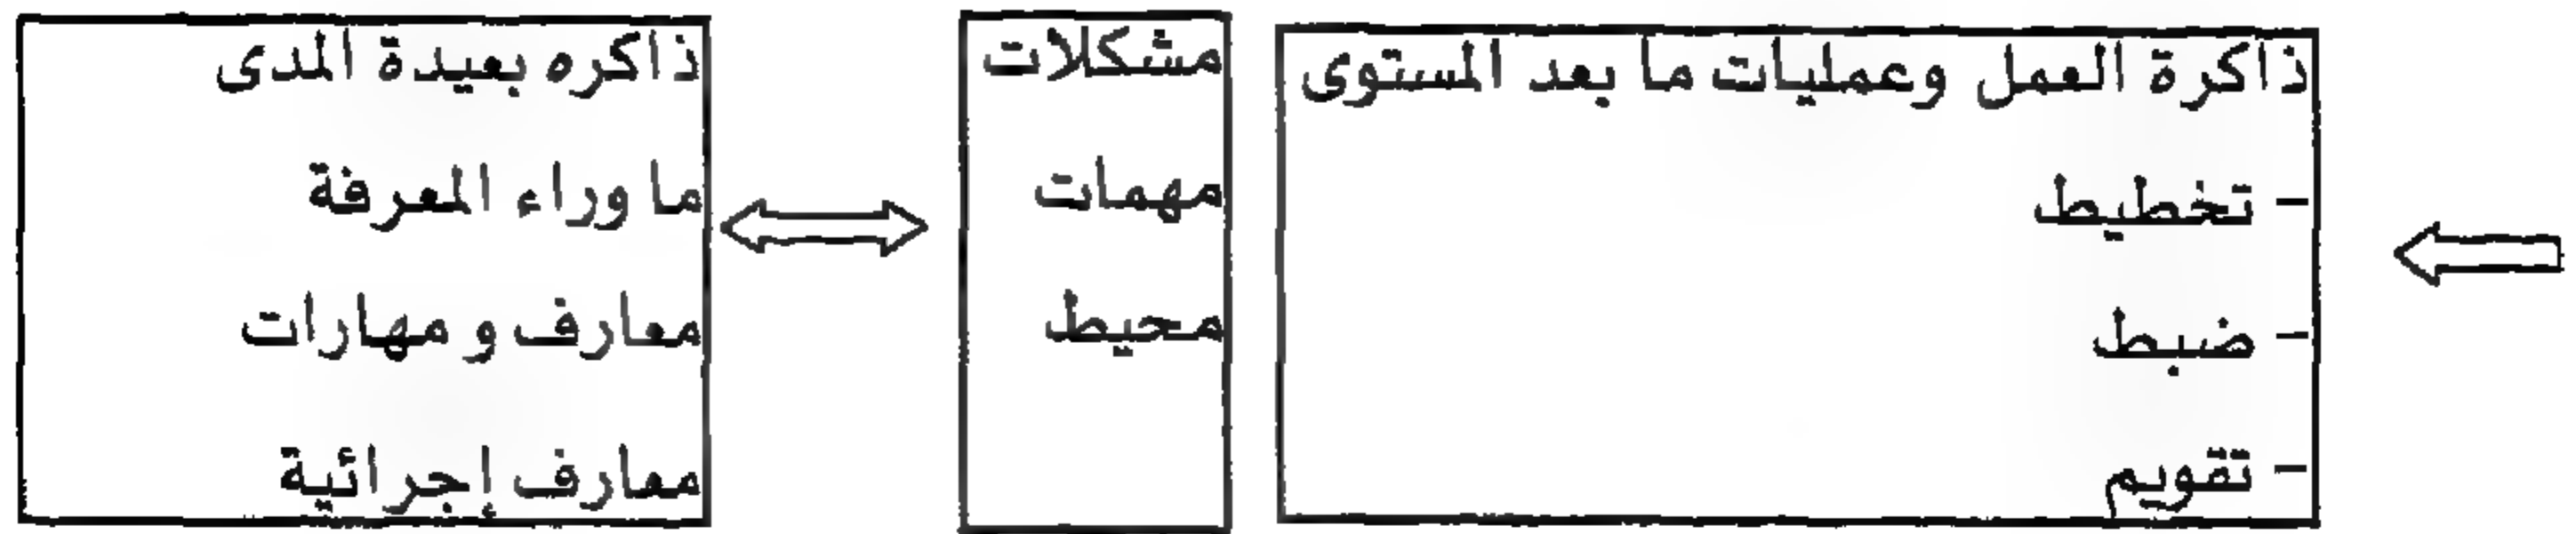 ذاكرة العمل وعمليات ما بعد المستوى
- تخطيط
- ضبط
- تقويم
مشكلات
مهمات
محيط
ذاكره بعيدة المدى
ما وراء المعرفة
معارف و مهارات
معارف إجرائية